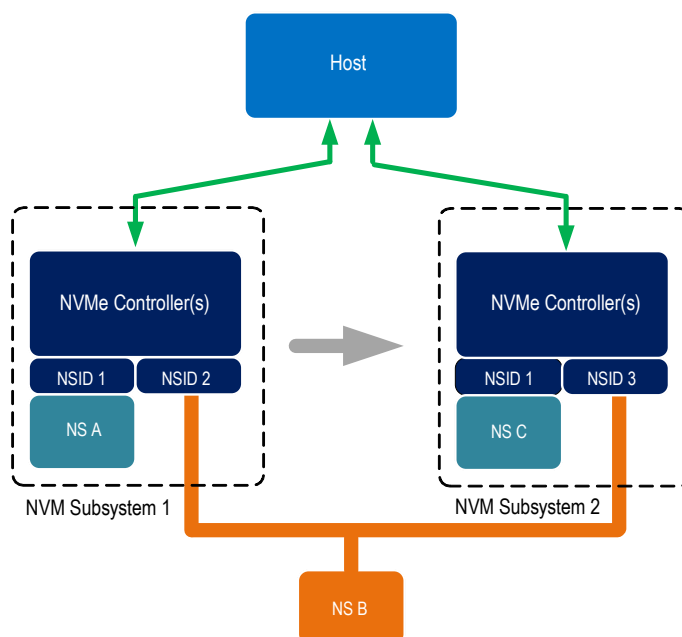 Host
NVMe Controller(s)
NSID 1
NSID 2
NS A
NVM Subsystem 1
NVMe Controller(s)
NSID 1
NSID 3
NS C
NVM Subsystem 2
NS B